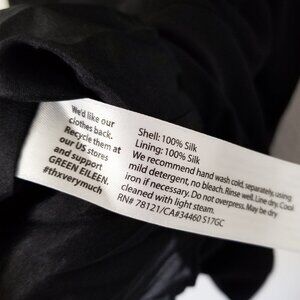 We'd like our
clothes back.
Recycle them at
our US stores
and support
GREEN EILEEN.
#thxverymuch
Shell: 100% Silk
Lining: 100% Silk
We recommend hand wash cold, separately, using
mild detergent, no bleach. Rinse well. Line dry. Cool
iron if necessary. Do not overpress. May be dry
cleaned with light steam.
RN# 78121/CA#34460 S17GC